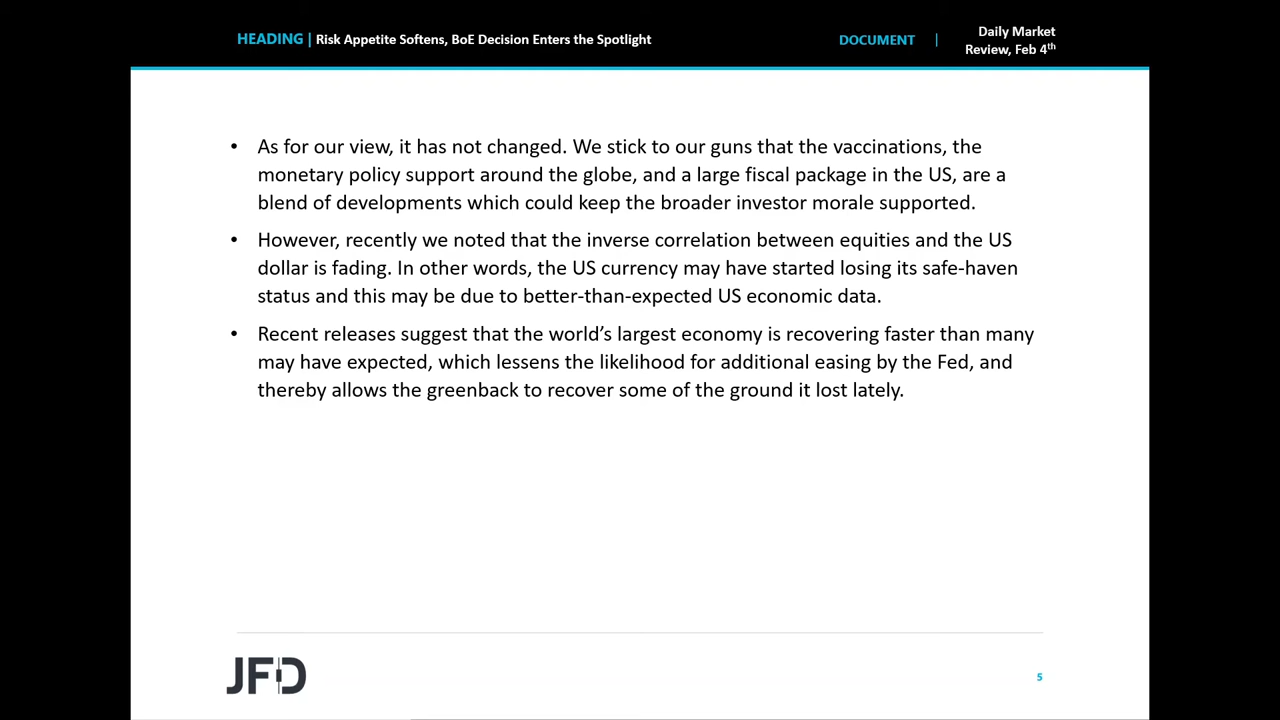 HEADING | Risk Appetite Softens, BoE Decision Enters the Spotlight
DOCUMENT |
Daily Market
Review, Feb 4th
• As for our view, it has not changed. We stick to our guns that the vaccinations, the
monetary policy support around the globe, and a large fiscal package in the US, are a
blend of developments which could keep the broader investor morale supported.
• However, recently we noted that the inverse correlation between equities and the US
dollar is fading. In other words, the US currency may have started losing its safe-haven
status and this may be due to better-than-expected US economic data.
• Recent releases suggest that the world’s largest economy is recovering faster than many
may have expected, which lessens the likelihood for additional easing by the Fed, and
thereby allows the greenback to recover some of the ground it lost lately.
JFD
5